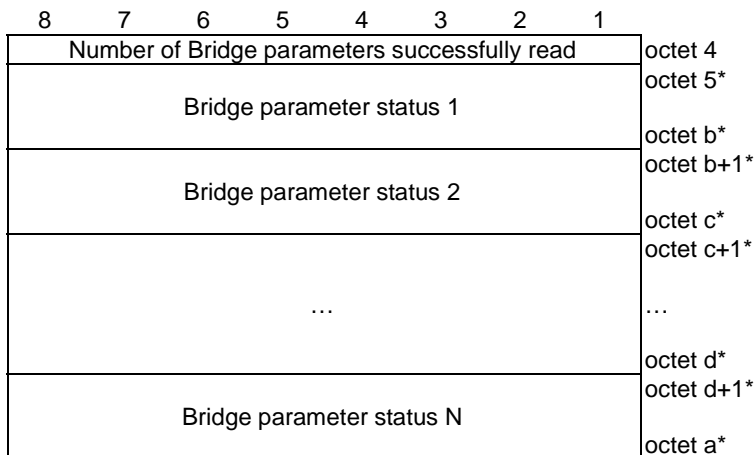 8 7 6 5 4 3 2 1
Number of Bridge parameters successfully read octet 4
octet 5*
Bridge parameter status 1
octet b*
octet b+1*
Bridge parameter status 2
octet c*
octet c+1*
… …
octet d*
octet d+1*
Bridge parameter status N
octet a*